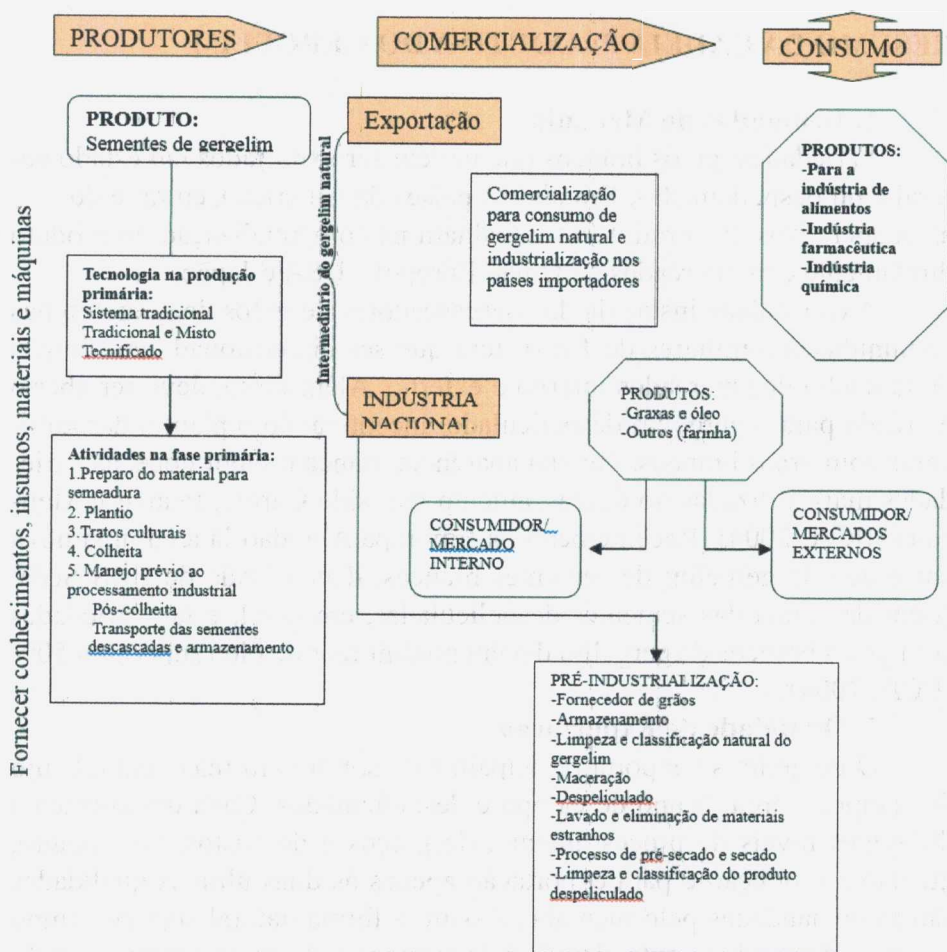 PRODUTORES
COMERCIALIZAÇÃO
CONSUMO
Fornecer conhecimentos, insumos, materiais e máquinas
PRODUTO:
Sementes de gergelim
Tecnologia na produção
primária:
Sistema tradicional
Tradicional e Misto
Tecnificado
Atividades na fase primária:
1.Preparo do material para
semeadura
2. Plantio
3.Tratos culturais
4. Colheita
5. Manejo prévio ao
processamento industrial
Pós-colheita
Transporte das sementes
descascadas e armazenamento
Intermediário do gergelim natural
Exportação
Comercialização
para consumo de
gergelim natural e
industrialização nos
países importadores
INDÚSTRIA
NACIONAL
PRODUTOS:
-Graxas e óleo
-Outros (farinha)
PRODUTOS:
-Para a
indústria de
alimentos
-Indústria
farmacêutica
-Indústria
química
CONSUMIDOR/
MERCADO
INTERNO
CONSUMIDOR/
MERCADOS
EXTERNOS
PRÉ-INDUSTRIALIZAÇÃO:
-Fornecedor de grãos
-Armazenamento
-Limpeza e classificação natural do
gergelim
-Maceração
-Despeliculado
-Lavado e eliminação de materiais
estranhos
-Processo de pré-secado e secado
-Limpeza e classificação do produto
despeliculado